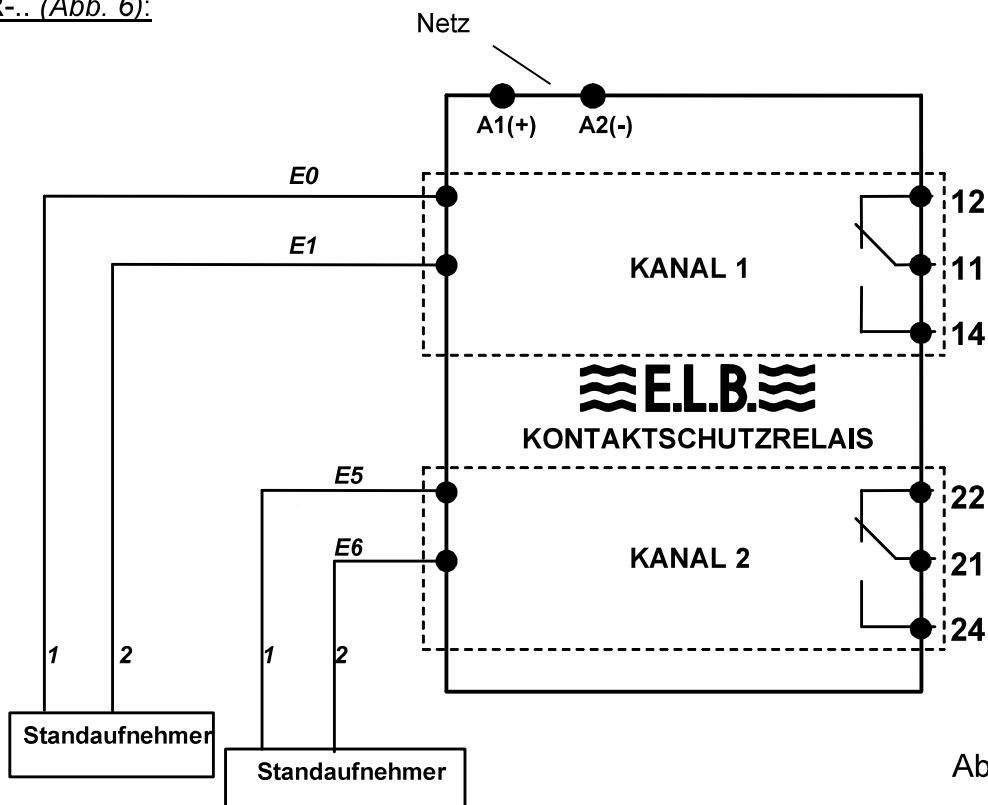 -.. (Abb. 6):
Netz
A1(+) A2(-)
E0
12
E1
KANAL 1
11
14
E.L.B.
KONTAKTSCHUTZRELAIS
E5
22
E6
KANAL 2
21
24
1 2 1 2
Standaufnehmer
Standaufnehmer
Ab